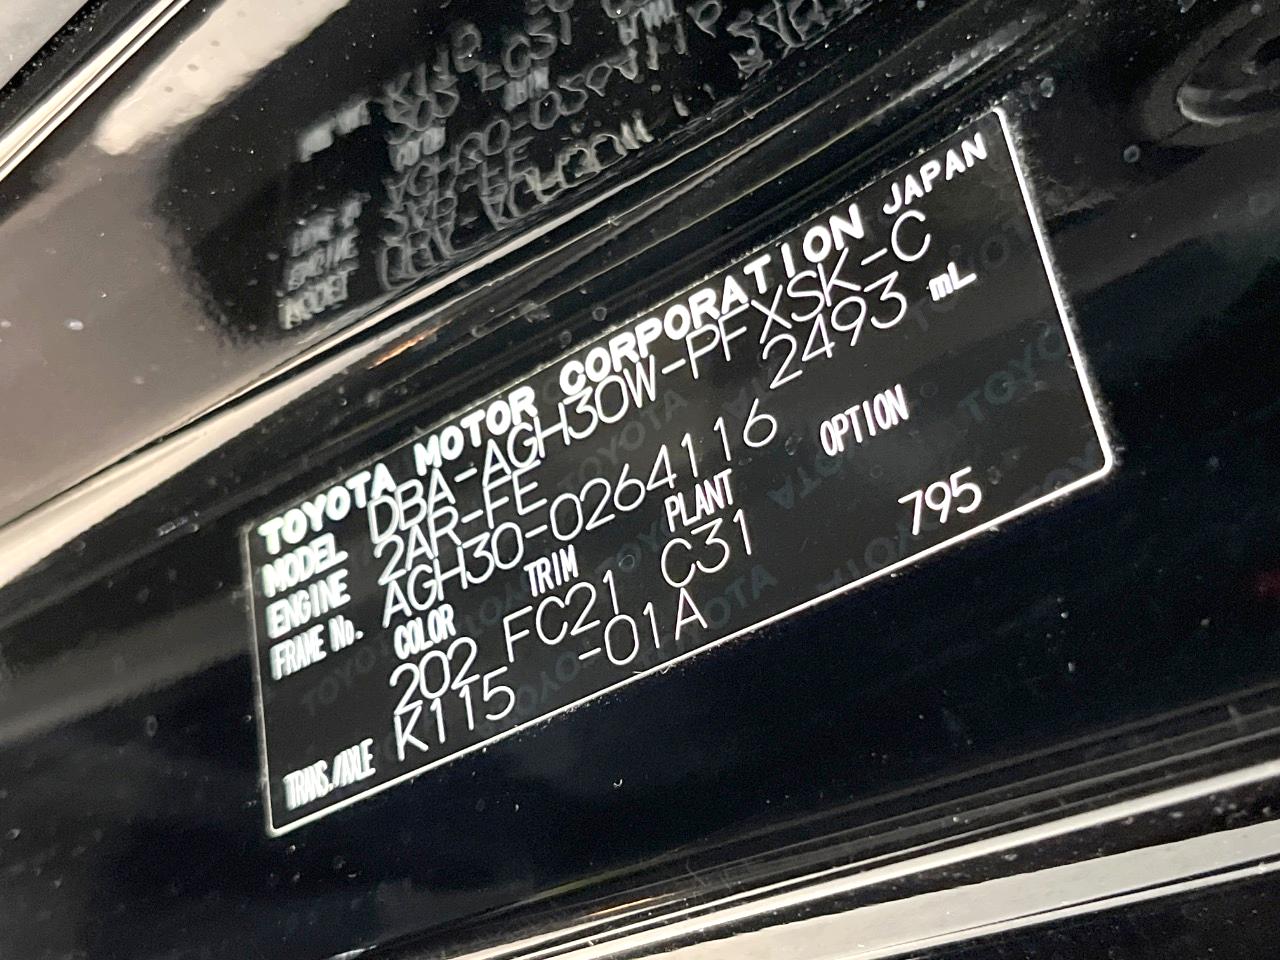 TOYOTA MOTOR CORPORATION JAPAN
MODEL DBA-AGH30W-PFXSK-C
ENGINE 2AR-FE 2493 mL
FRAME No. AGH30-0264116
COLOR TRIM PLANT OPTION
202 FC21 C31 795
TRANS./AXLE K115 -01A